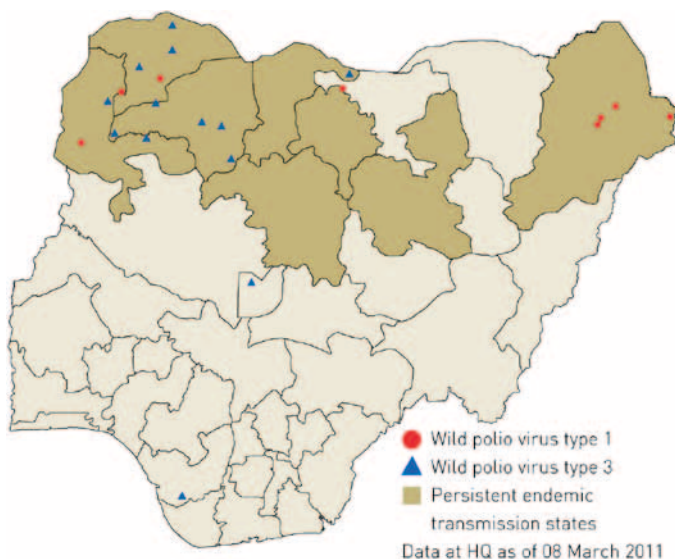 Wild polio virus type 1
Wild polio virus type 3
Persistent endemic
transmission states
Data at HQ as of 08 March 2011